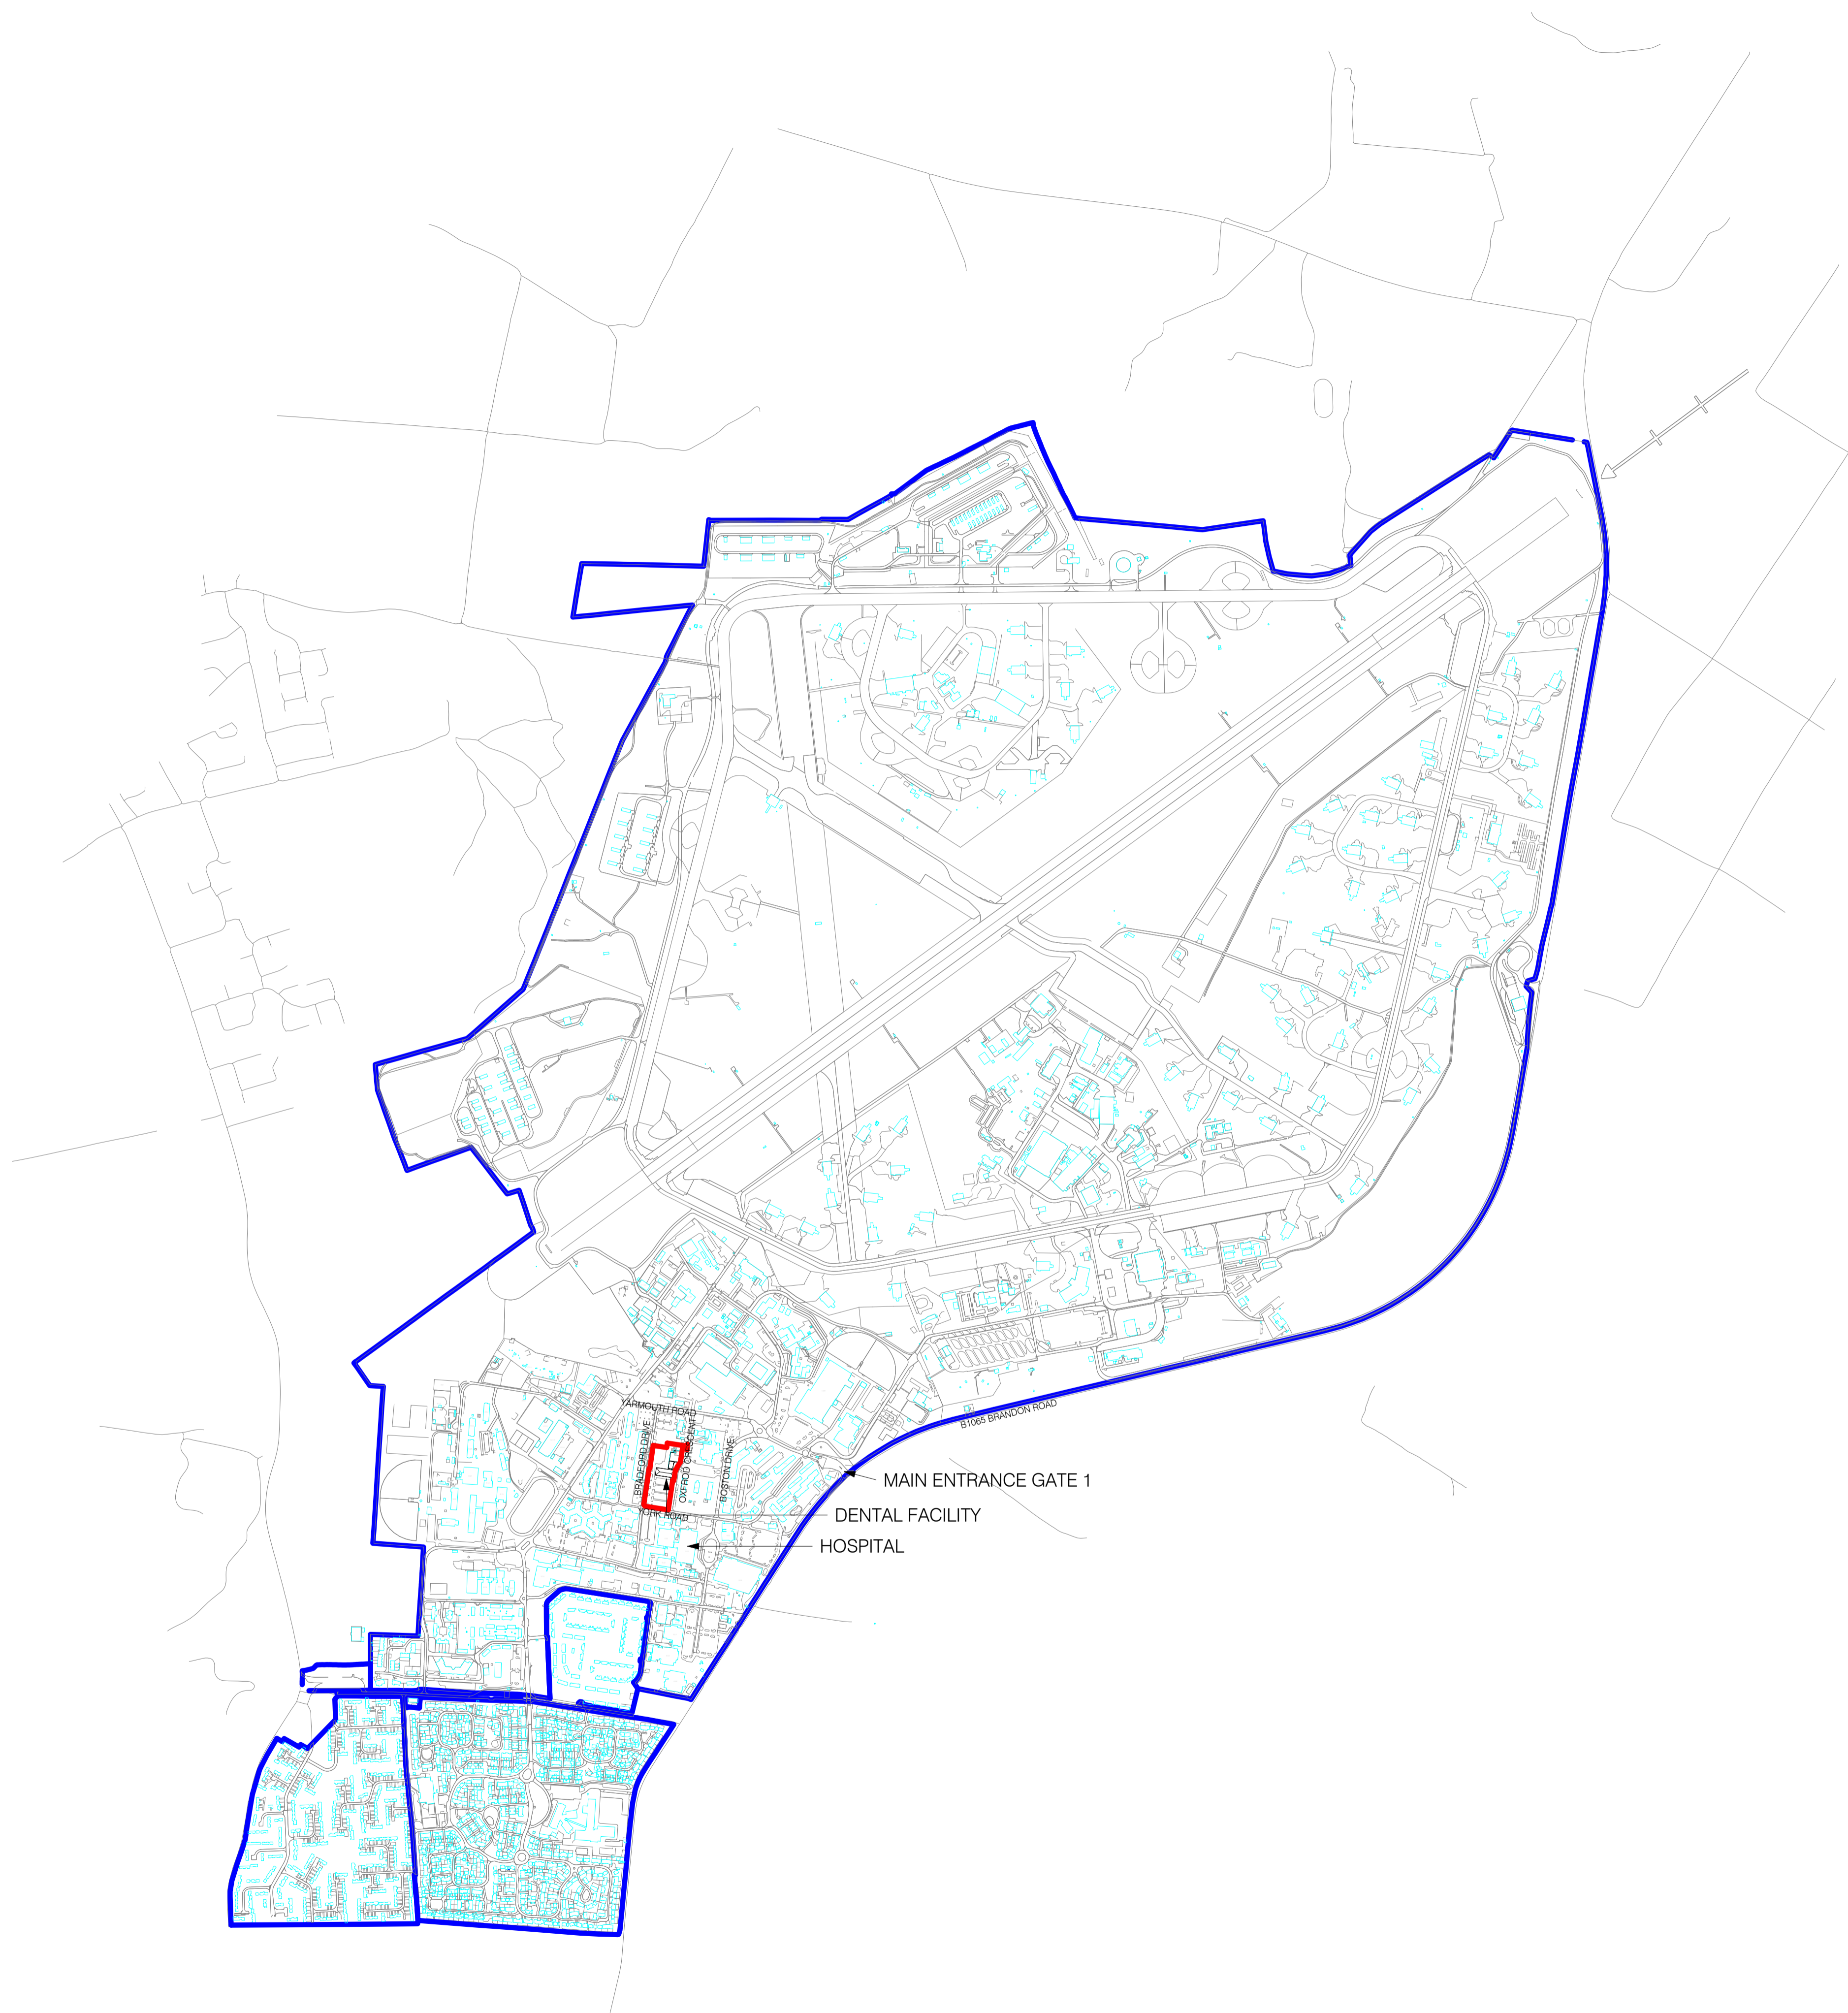 YARMOUTH ROAD
BRADFORD DRIVE
OXFROD CRESCENT
BOSTON DRIVE
B1065 BRANDON ROAD
MAIN ENTRANCE GATE 1
YORK ROAD
DENTAL FACILITY
HOSPITAL